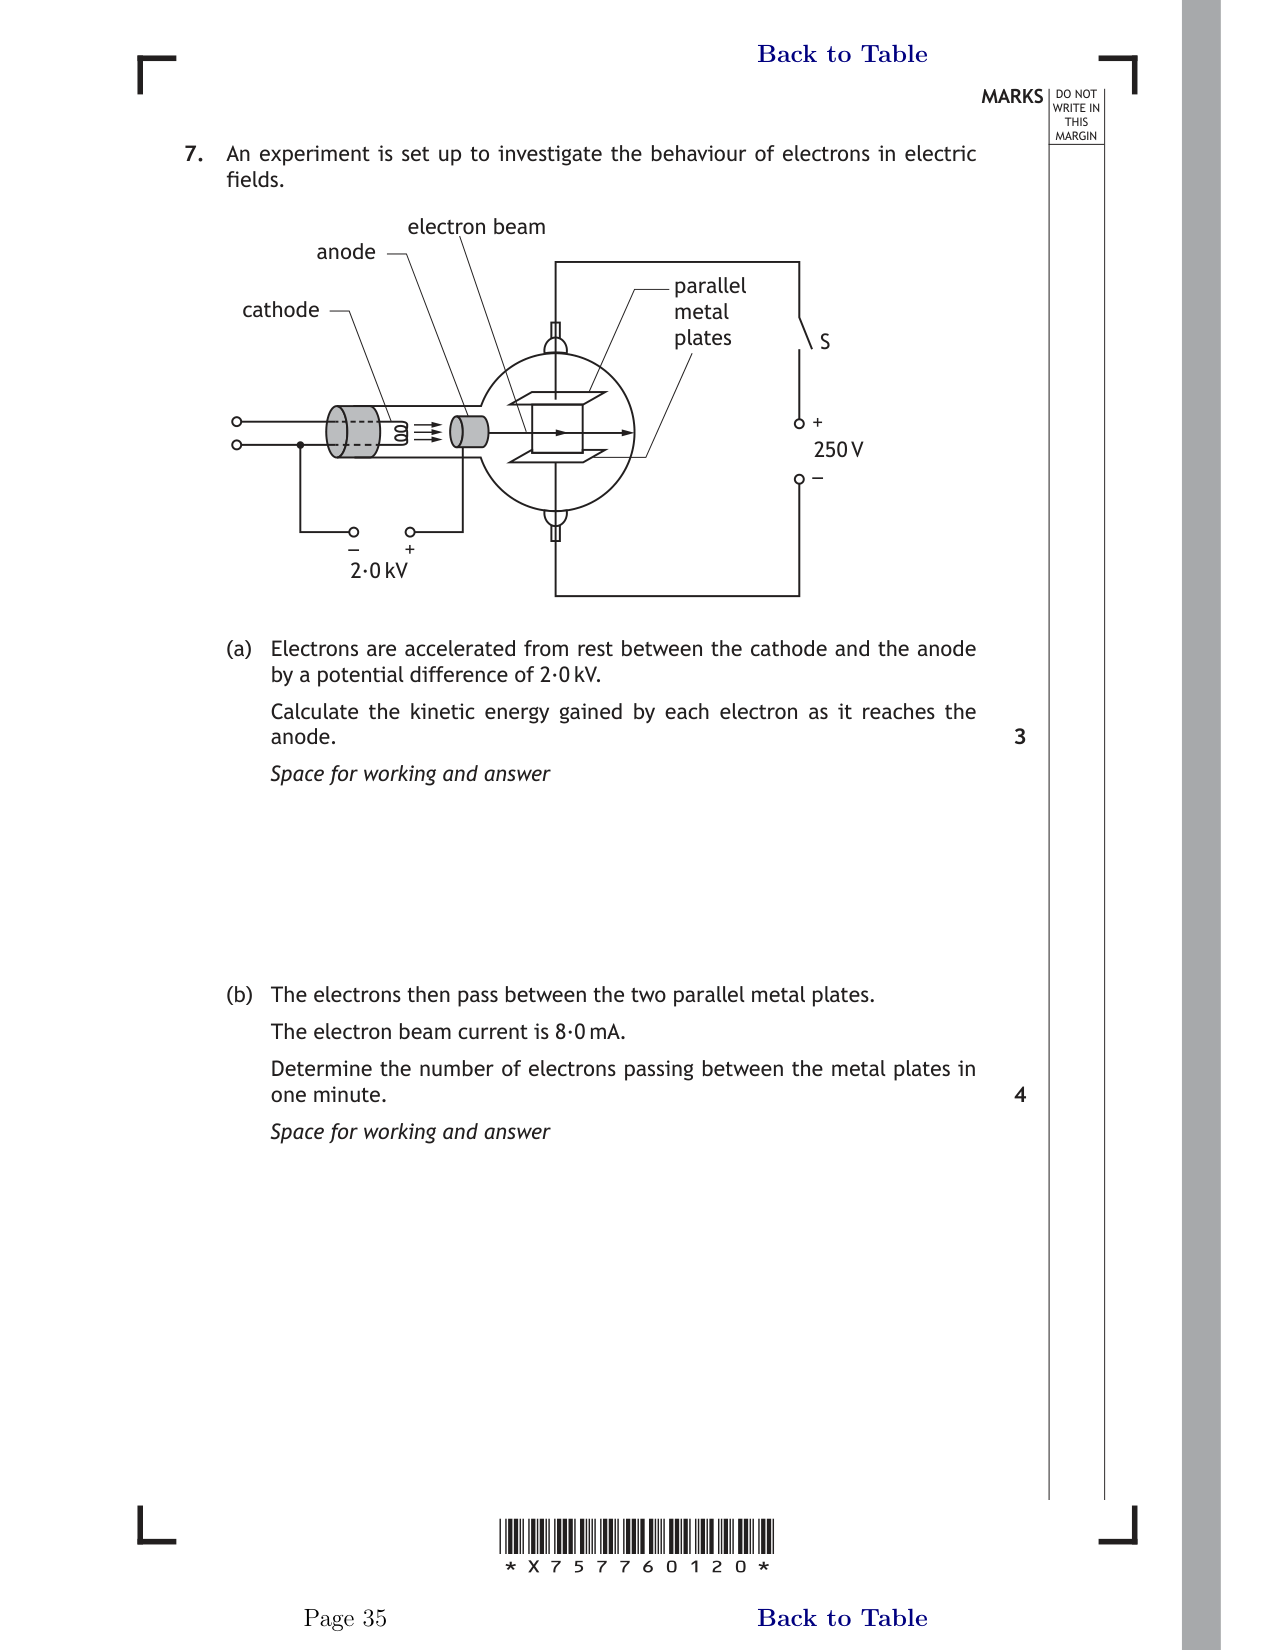 Back to Table
MARKS
DO NOT
WRITE IN
THIS
MARGIN
7. An experiment is set up to investigate the behaviour of electrons in electric
fields.
electron beam
anode
cathode
parallel
metal
plates
S
+
250 V
–
– +
2·0 kV
(a) Electrons are accelerated from rest between the cathode and the anode
by a potential difference of 2·0 kV.
Calculate the kinetic energy gained by each electron as it reaches the
anode. 3
Space for working and answer
(b) The electrons then pass between the two parallel metal plates.
The electron beam current is 8·0 mA.
Determine the number of electrons passing between the metal plates in
one minute. 4
Space for working and answer
* X 7 5 7 7 6 0 1 2 0 *
Page 35 Back to Table